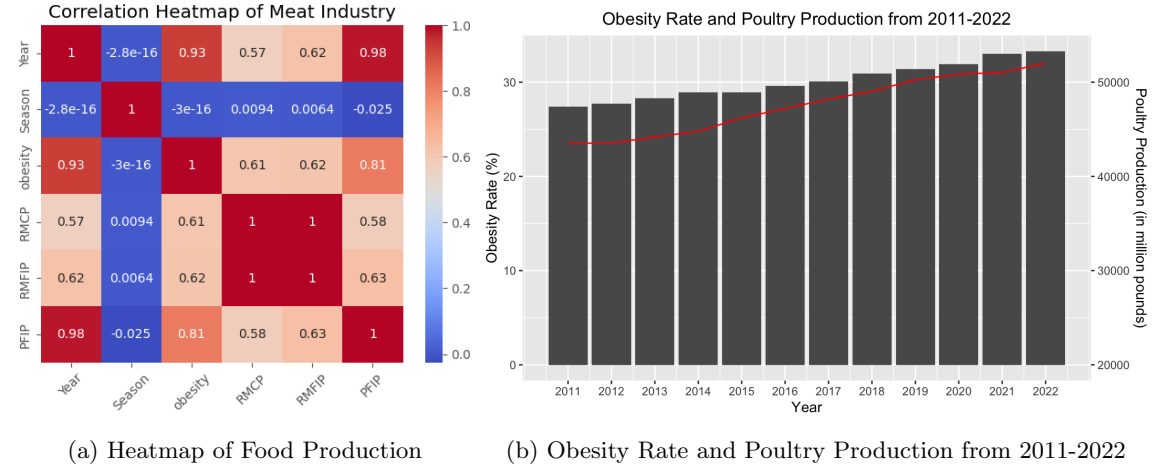 Correlation Heatmap of Meat Industry
Year 1 -2.8e-16 0.93 0.57 0.62 0.98
Season -2.8e-16 1 -3e-16 0.0094 0.0064 -0.025
obesity 0.93 -3e-16 1 0.61 0.62 0.81
RMCP 0.57 0.0094 0.61 1 1 0.58
RMFIP 0.62 0.0064 0.62 1 1 0.63
PFIP 0.98 -0.025 0.81 0.58 0.63 1
Year Season obesity RMCP RMFIP PFIP
1.0
0.8
0.6
0.4
0.2
0.0
(a) Heatmap of Food Production
Obesity Rate and Poultry Production from 2011-2022
Obesity Rate (%)
30
20
10
0
50000
40000
30000
20000
Poultry Production (in million pounds)
2011 2012 2013 2014 2015 2016 2017 2018 2019 2020 2021 2022
Year
(b) Obesity Rate and Poultry Production from 2011-2022